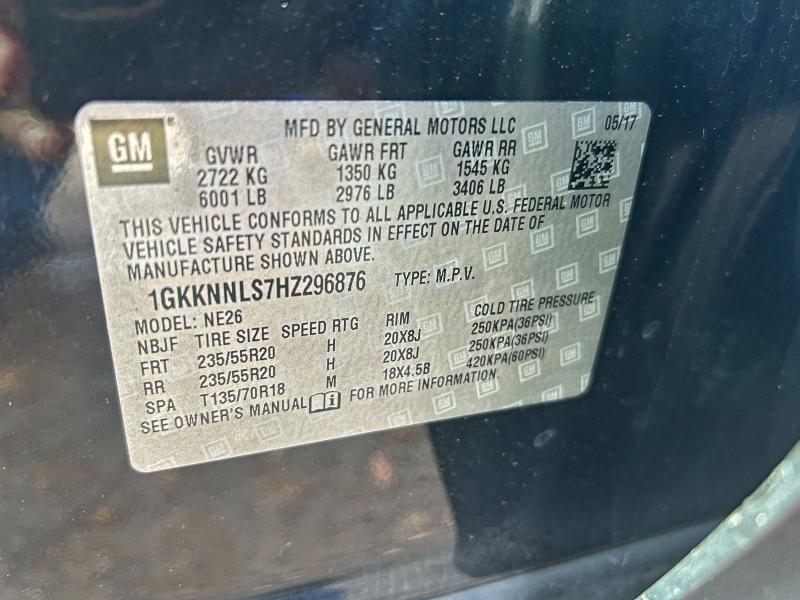 GM
MFD BY GENERAL MOTORS LLC 05/17
GVWR GAWR FRT GAWR RR
2722 KG 1350 KG 1545 KG
6001 LB 2976 LB 3406 LB
THIS VEHICLE CONFORMS TO ALL APPLICABLE U.S. FEDERAL MOTOR
VEHICLE SAFETY STANDARDS IN EFFECT ON THE DATE OF
MANUFACTURE SHOWN ABOVE.
1GKKNNLS7HZ296876 TYPE: M.P.V.
MODEL: NE26
NBJF TIRE SIZE SPEED RTG RIM COLD TIRE PRESSURE
FRT 235/55R20 H 20X8J 250KPA(36PSI)
RR 235/55R20 H 20X8J 250KPA(36PSI)
SPA T135/70R18 M 18X4.5B 420KPA(60PSI)
SEE OWNER'S MANUAL FOR MORE INFORMATION.